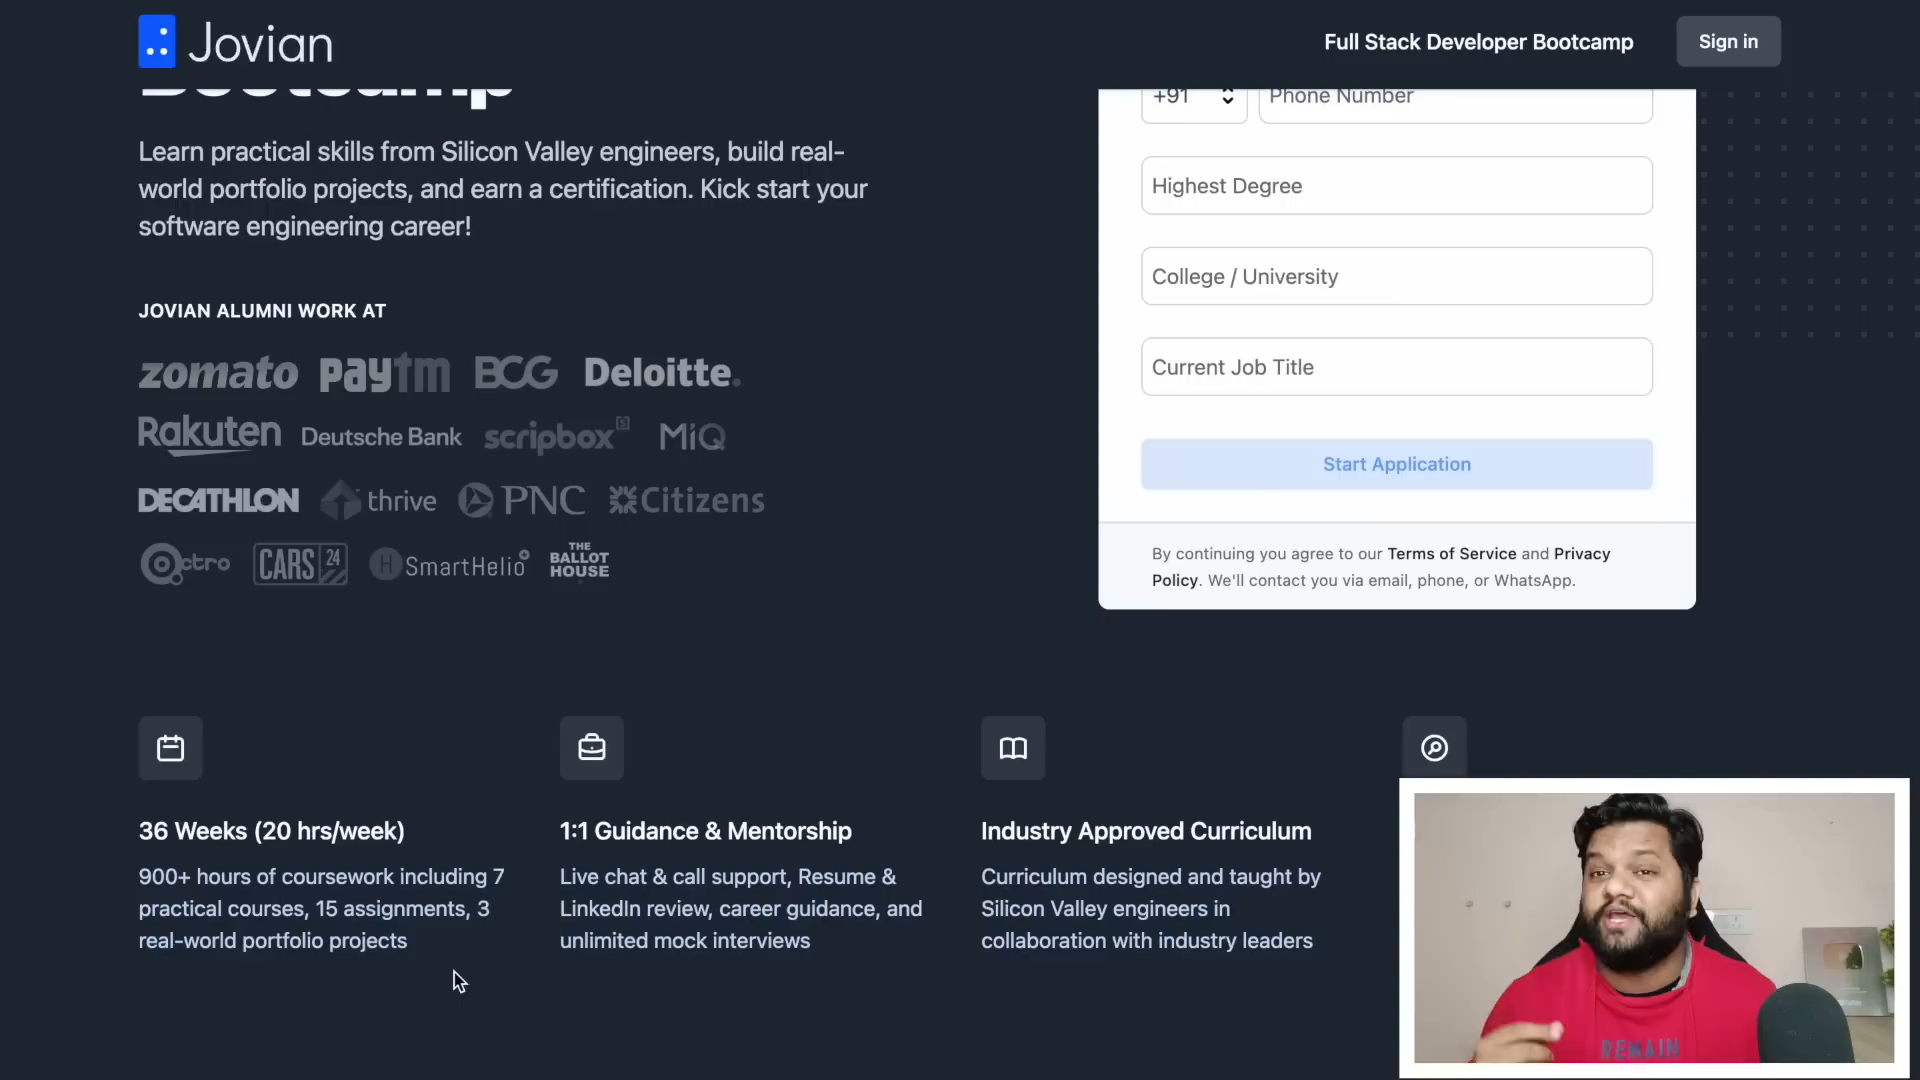 Jovian
Full Stack Developer Bootcamp
Sign in
Bootcamp
Learn practical skills from Silicon Valley engineers, build real-
world portfolio projects, and earn a certification. Kick start your
software engineering career!
JOVIAN ALUMNI WORK AT
zomato paytm BCG Deloitte.
Rakuten Deutsche Bank scripbox MiQ
DECATHLON thrive PNC Citizens
Octro CARS 24 SmartHelio THE BALLOT HOUSE
+91 Phone Number
Highest Degree
College / University
Current Job Title
Start Application
By continuing you agree to our Terms of Service and Privacy
Policy. We'll contact you via email, phone, or WhatsApp.
36 Weeks (20 hrs/week)
900+ hours of coursework including 7
practical courses, 15 assignments, 3
real-world portfolio projects
1:1 Guidance & Mentorship
Live chat & call support, Resume &
LinkedIn review, career guidance, and
unlimited mock interviews
Industry Approved Curriculum
Curriculum designed and taught by
Silicon Valley engineers in
collaboration with industry leaders
REMAIN